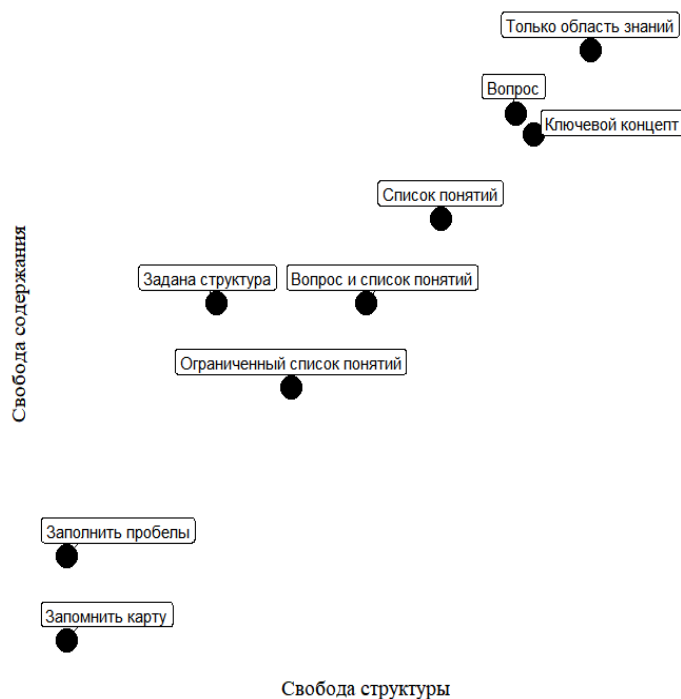 Только область знаний
Вопрос
Ключевой концепт
Список понятий
Задана структура
Вопрос и список понятий
Ограниченный список понятий
Свобода содержания
Заполнить пробелы
Запомнить карту
Свобода структуры